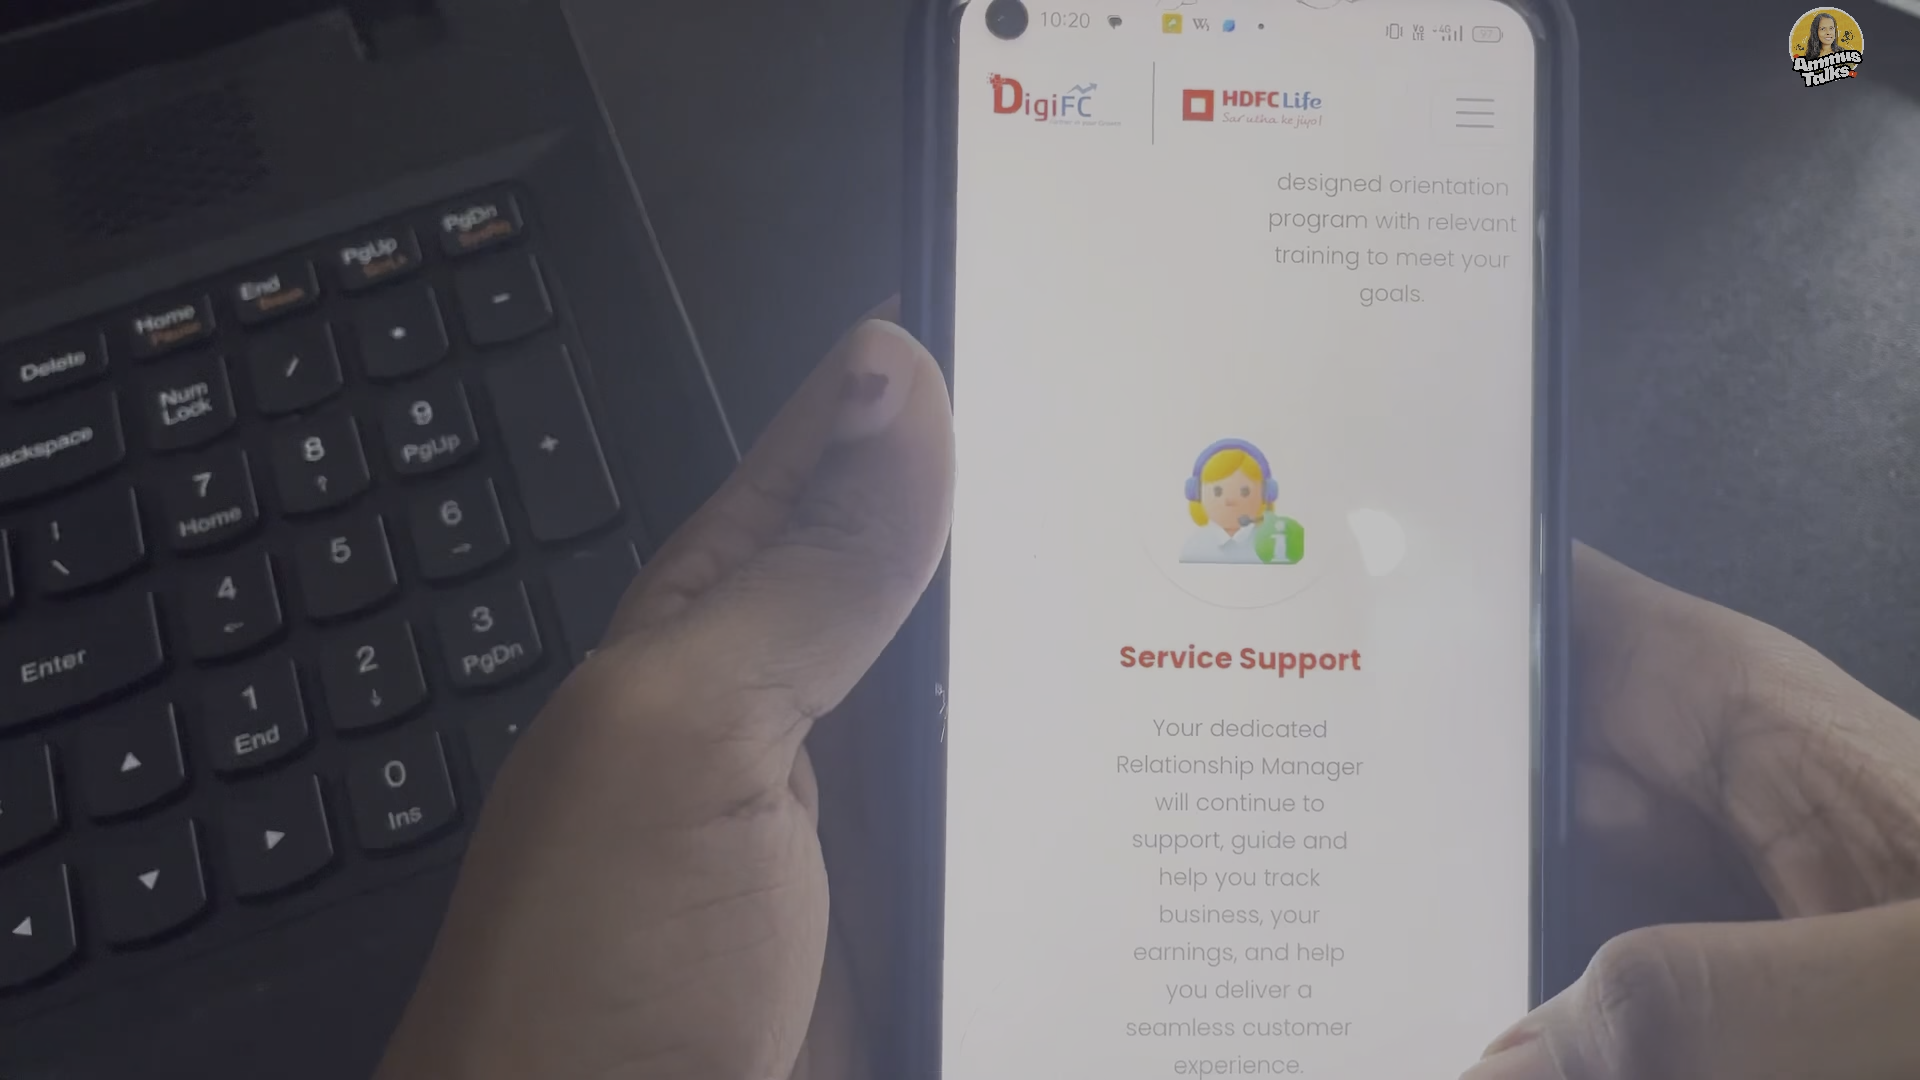 10:20
97
DigiFC
HDFC Life
Sar utha ke jiyo!
designed orientation
program with relevant
training to meet your
goals.
Service Support
Your dedicated
Relationship Manager
will continue to
support, guide and
help you track
business, your
earnings, and help
you deliver a
seamless customer
experience.
Ammus
Talks
PgDn
PgUp
End
Home
Delete
Num
Lock
/
*
-
ackspace
7
Home
8
9
PgUp
+
4
5
6
Enter
1
End
2
3
PgDn
0
Ins
.